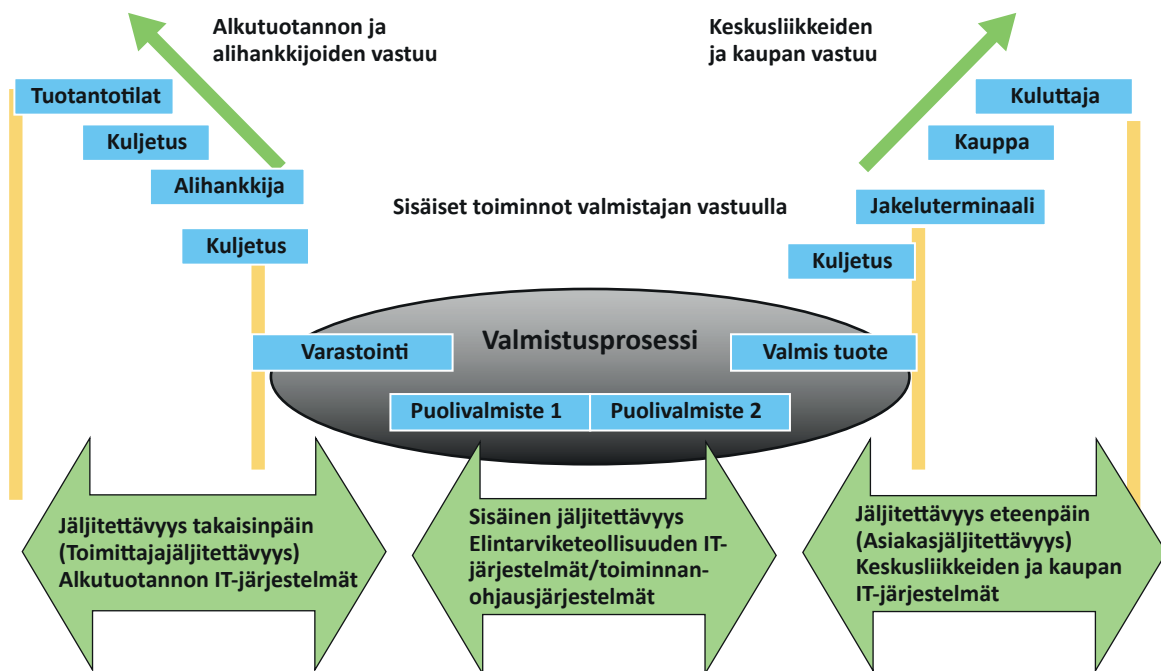 Alkutuotannon ja
alihankkijoiden vastuu
Keskusliikkeiden
ja kaupan vastuu
Tuotantotilat
Kuljetus
Alihankkija
Kuljetus
Kuluttaja
Kauppa
Jakeluterminaali
Kuljetus
Sisäiset toiminnot valmistajan vastuulla
Valmistusprosessi
Varastointi
Valmis tuote
Puolivalmiste 1
Puolivalmiste 2
Jäljitettävyys takaisinpäin
(Toimittajajäljitettävyys)
Alkutuotannon IT-järjestelmät
Sisäinen jäljitettävyys
Elintarviketeollisuuden IT-
järjestelmät/toiminnan-
ohjausjärjestelmät
Jäljitettävyys eteenpäin
(Asiakasjäljitettävyys)
Keskusliikkeiden ja kaupan
IT-järjestelmät